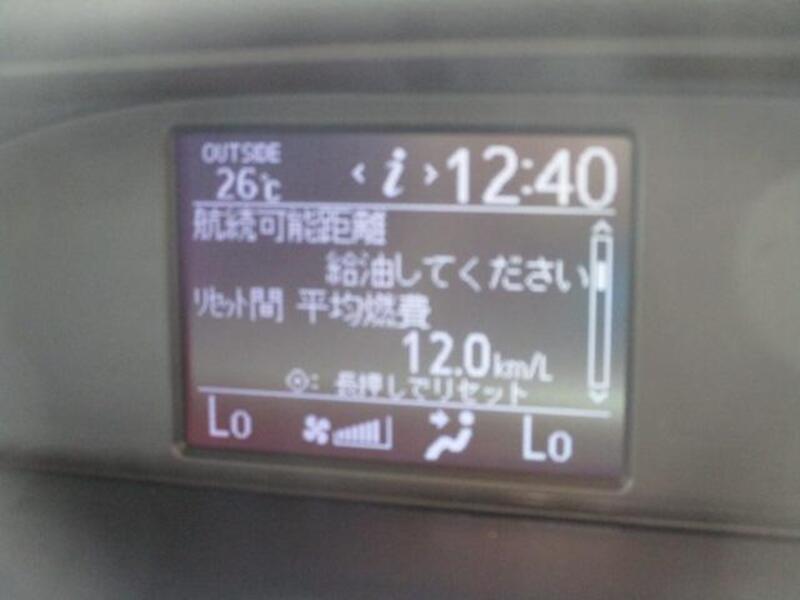 OUTSIDE
26℃
< i > 12:40
航続可能距離
給油してください
リセット間 平均燃費
12.0km/L
◎: 長押しでリセット
Lo Lo